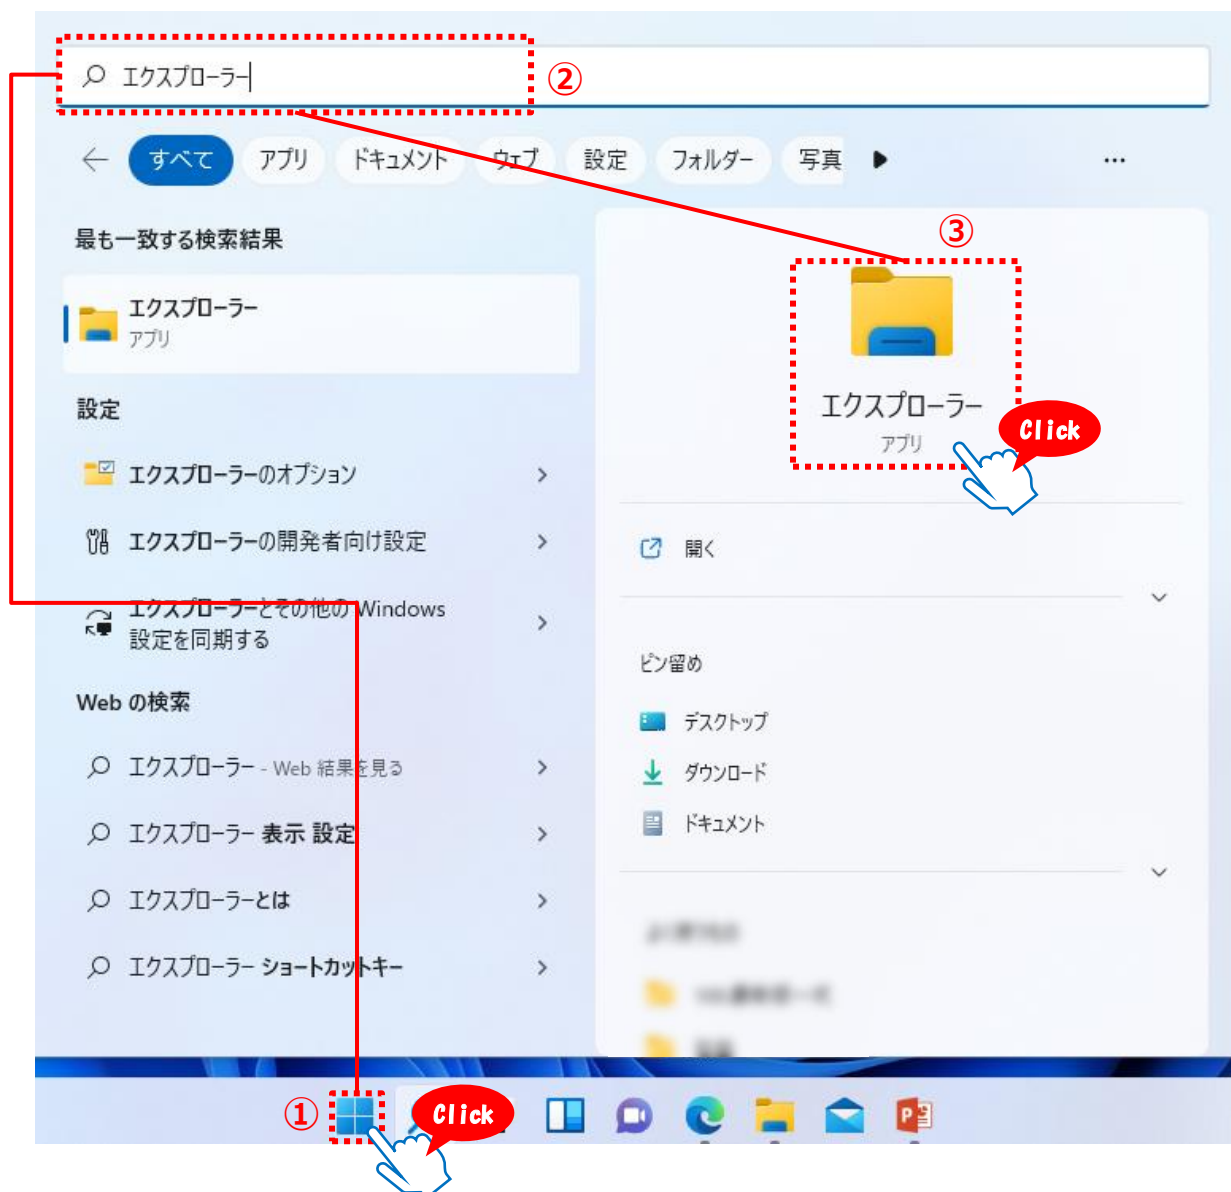 エクスプローラー
②
すべて アプリ ドキュメント ウェブ 設定 フォルダー 写真 ▶ …
最も一致する検索結果
エクスプローラー
アプリ
設定
エクスプローラーのオプション
エクスプローラーの開発者向け設定
エクスプローラーとその他の Windows
設定を同期する
Web の検索
エクスプローラー - Web 結果を見る
エクスプローラー 表示 設定
エクスプローラーとは
エクスプローラー ショートカットキー
③
エクスプローラー
アプリ
Click
開く
ピン留め
デスクトップ
ダウンロード
ドキュメント
①
Click
P